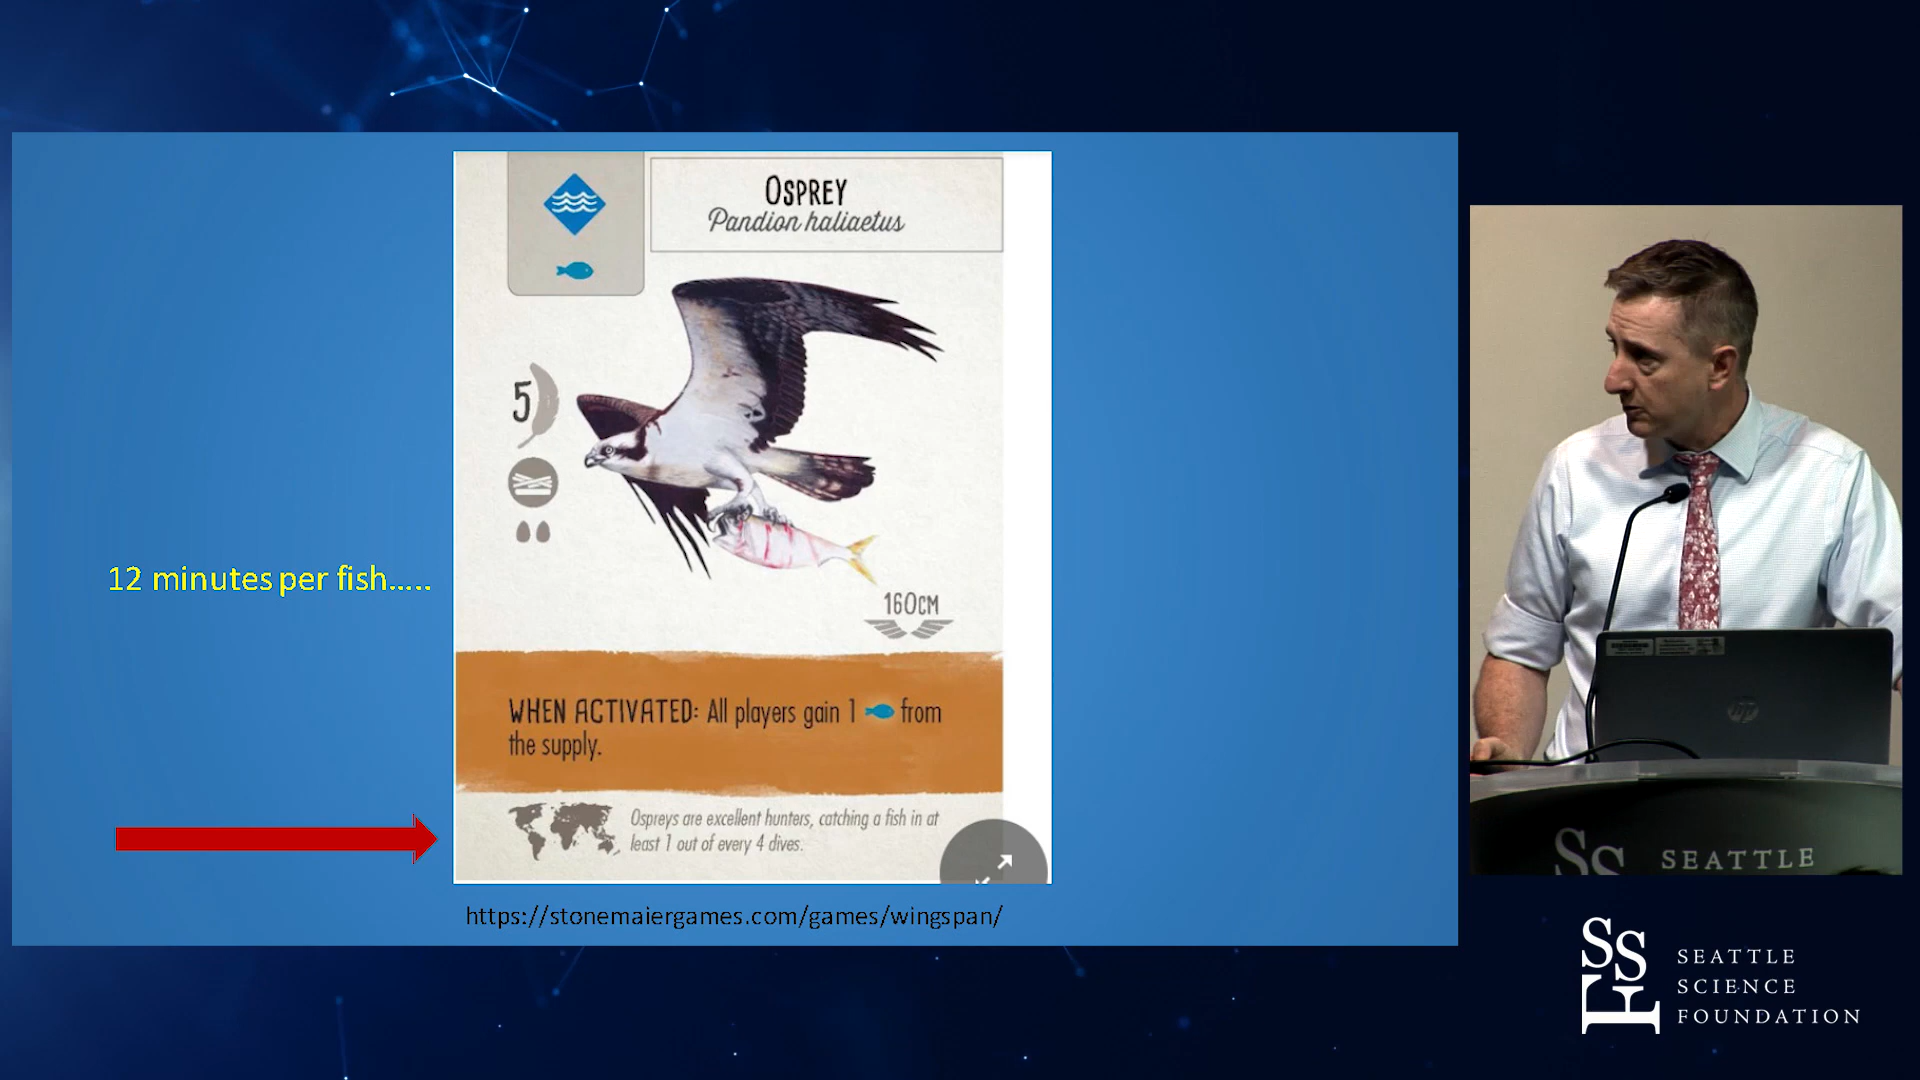 OSPREY
Pandion haliaetus
5
12 minutes per fish.....
160CM
WHEN ACTIVATED: All players gain 1 from
the supply.
Ospreys are excellent hunters, catching a fish in at
least 1 out of every 4 dives.
https://stonemaiergames.com/games/wingspan/
hp
SSF SEATTLE
SEATTLE
SCIENCE
FOUNDATION